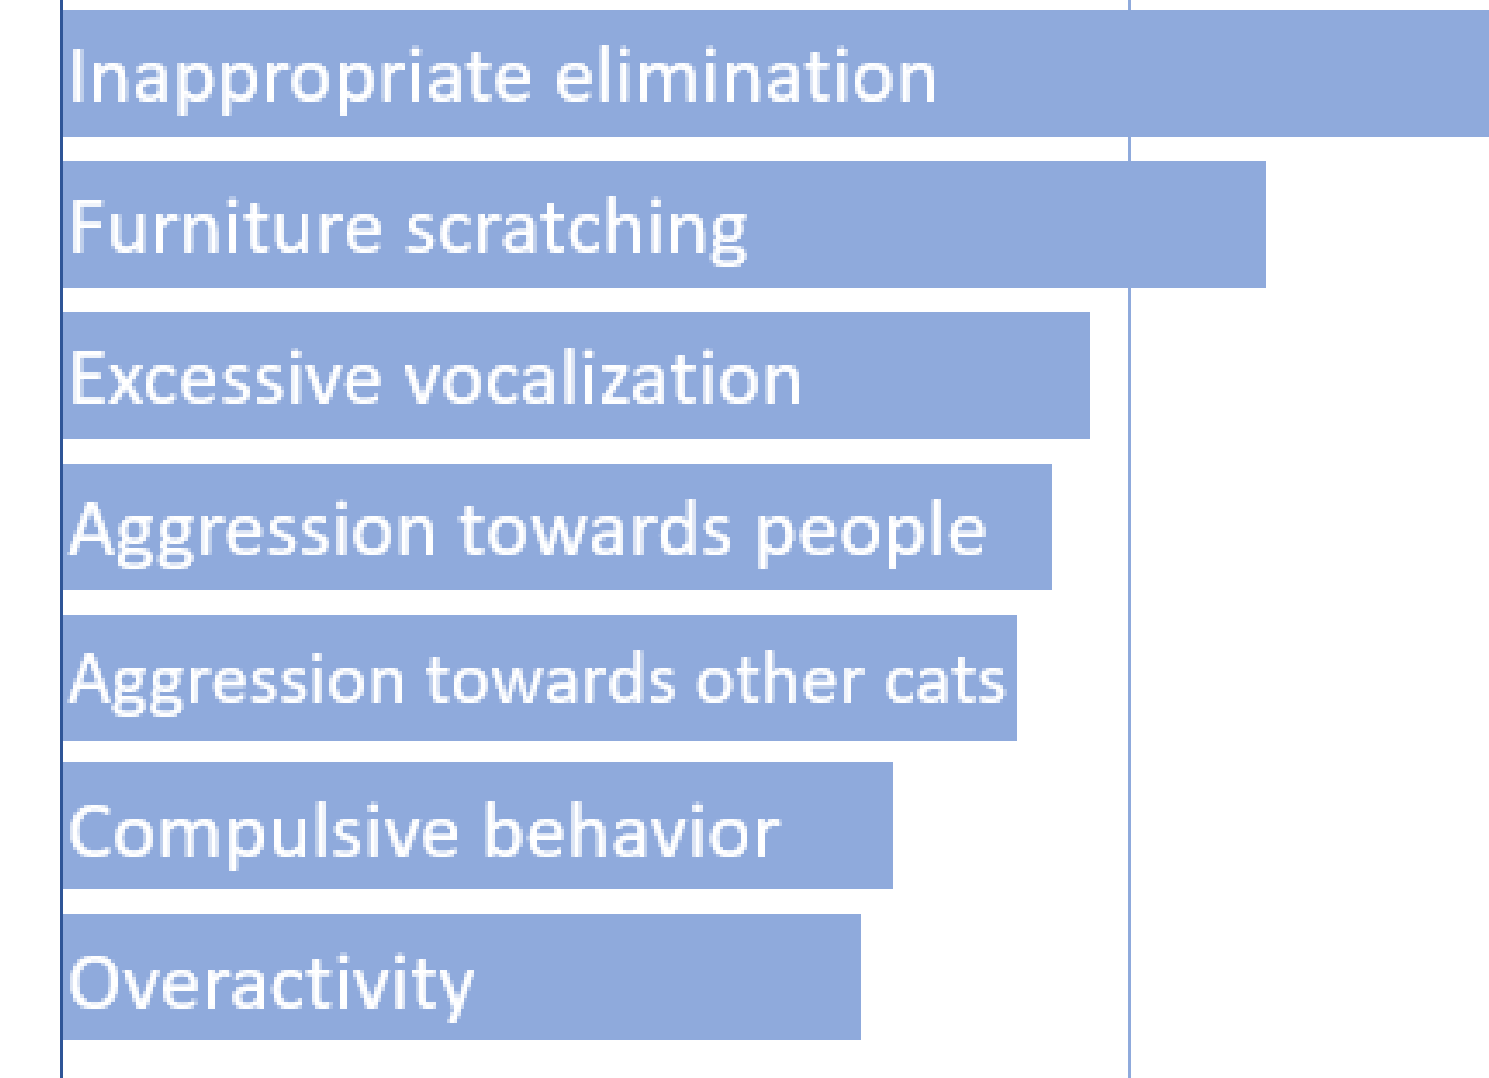 Inappropriate elimination
Furniture scratching
Excessive vocalization
Aggression towards people
Aggression towards other cats
Compulsive behavior
Overactivity